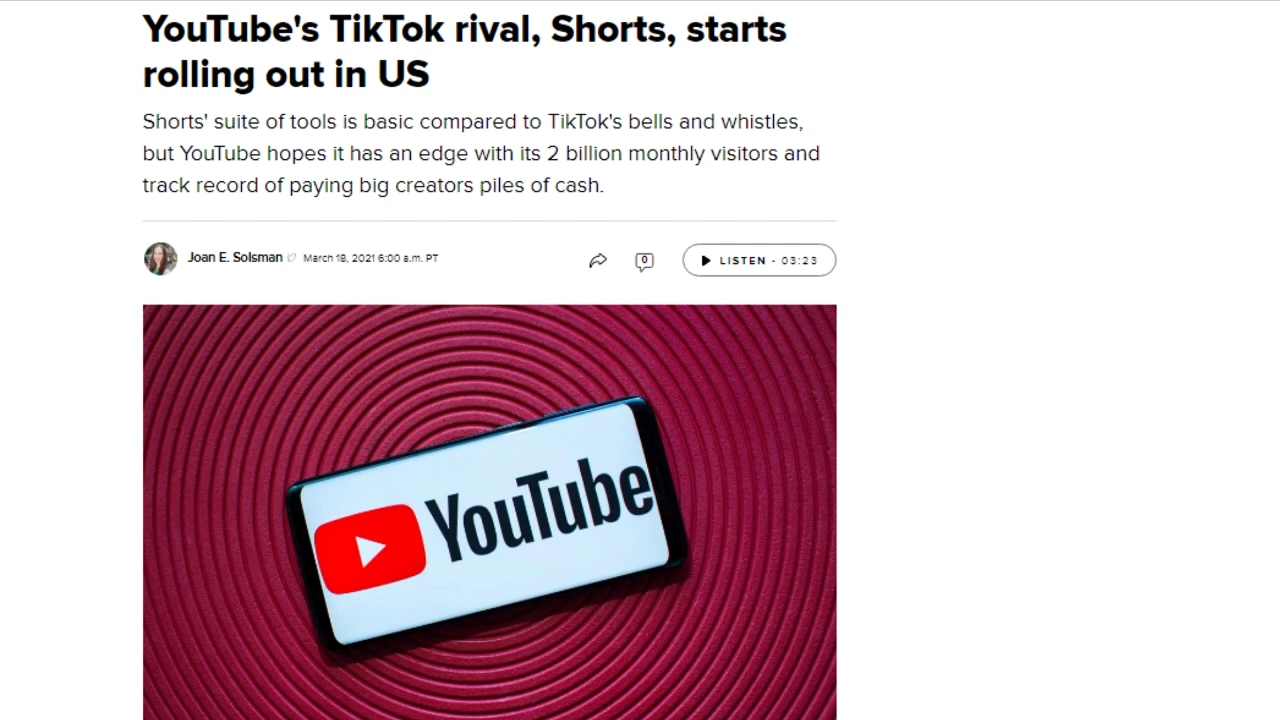 YouTube's TikTok rival, Shorts, starts
rolling out in US
Shorts' suite of tools is basic compared to TikTok's bells and whistles,
but YouTube hopes it has an edge with its 2 billion monthly visitors and
track record of paying big creators piles of cash.
Joan E. Solsman March 18, 2021 6:00 a.m. PT
0
LISTEN - 03:23
YouTube